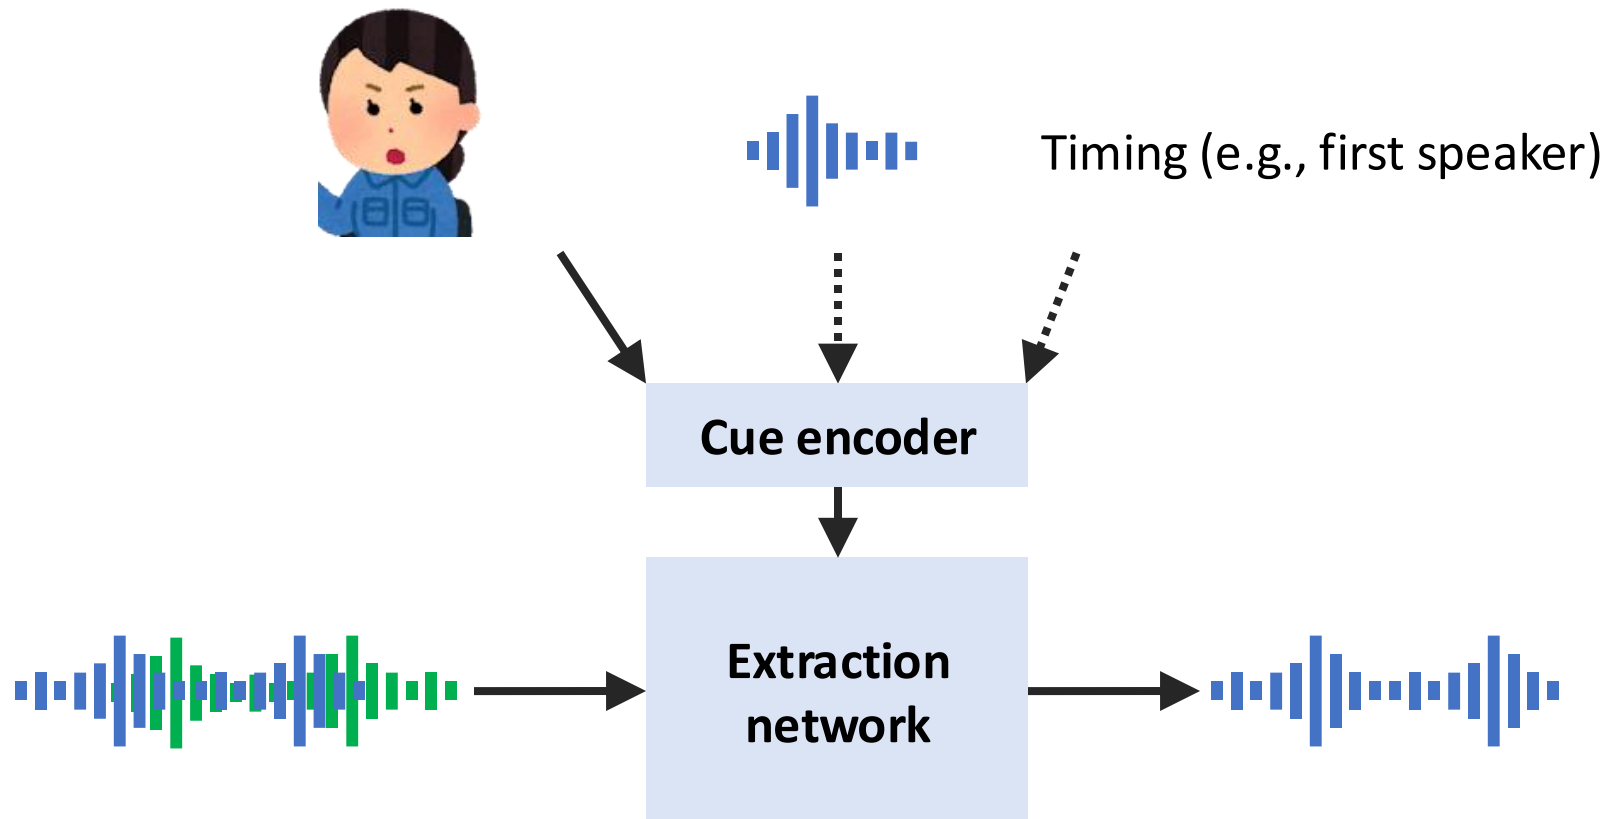 Timing (e.g., first speaker)
Cue encoder
Extraction
network